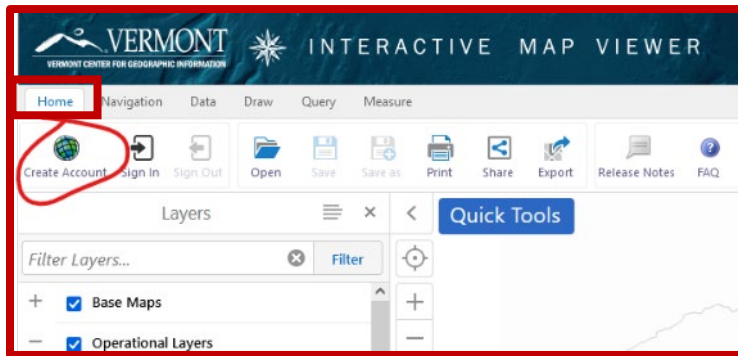 VERMONT
VERMONT CENTER FOR GEOGRAPHIC INFORMATION
INTERACTIVE MAP VIEWER
Home Navigation Data Draw Query Measure
Create Account Sign In Sign Out Open Save Save as Print Share Export Release Notes FAQ
Layers
Quick Tools
Filter Layers... Filter
Base Maps
Operational Layers